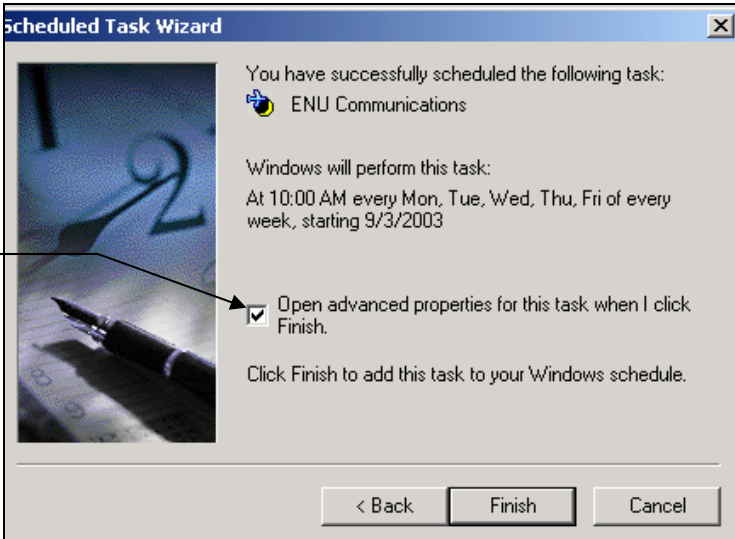 Scheduled Task Wizard
You have successfully scheduled the following task:
ENU Communications
Windows will perform this task:
At 10:00 AM every Mon, Tue, Wed, Thu, Fri of every
week, starting 9/3/2003
Open advanced properties for this task when I click
Finish.
Click Finish to add this task to your Windows schedule.
< Back
Finish
Cancel